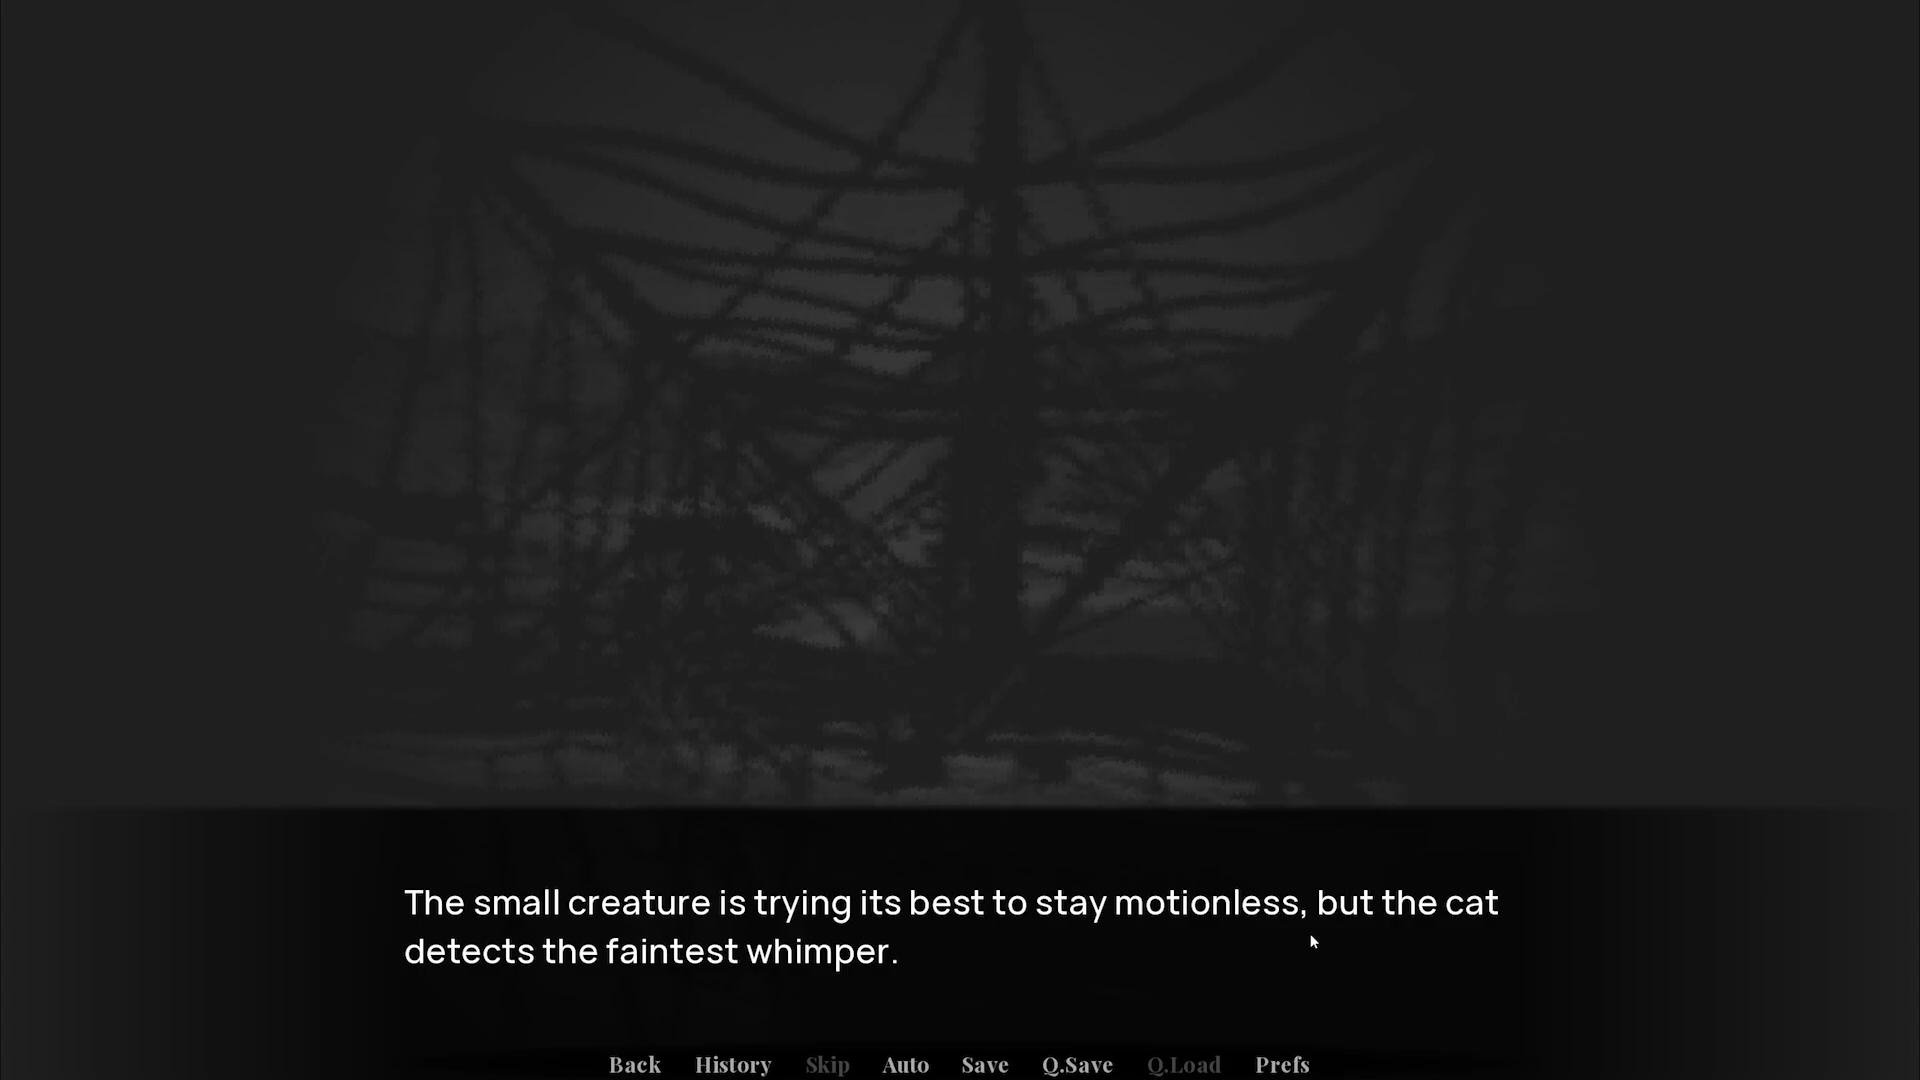 The small creature is trying its best to stay motionless, but the cat
detects the faintest whimper.
Back History Skip Auto Save Q.Save Q.Load Prefs